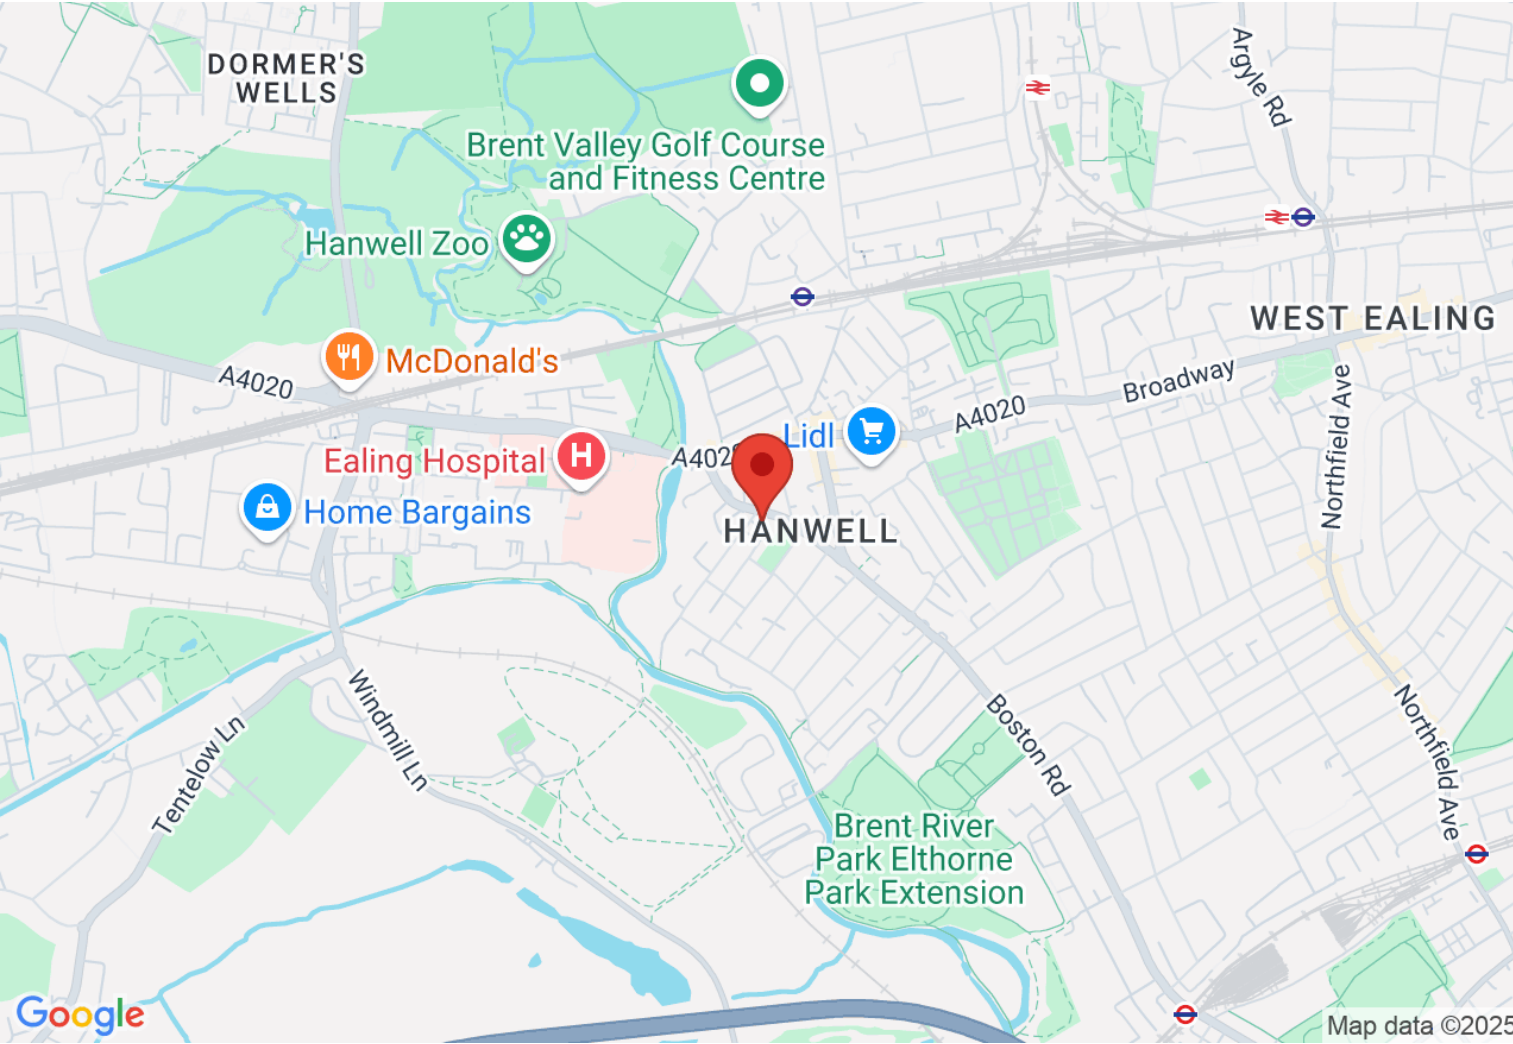 DORMER'S
WELLS
Argyle Rd
Brent Valley Golf Course
and Fitness Centre
Hanwell Zoo
WEST EALING
McDonald's
A4020
Broadway
A4020
Northfield Ave
Lidl
A402
Ealing Hospital
Home Bargains
HANWELL
Windmill Ln
Tentelow Ln
Boston Rd
Northfield Ave
Brent River
Park Elthorne
Park Extension
Google
Map data ©2025